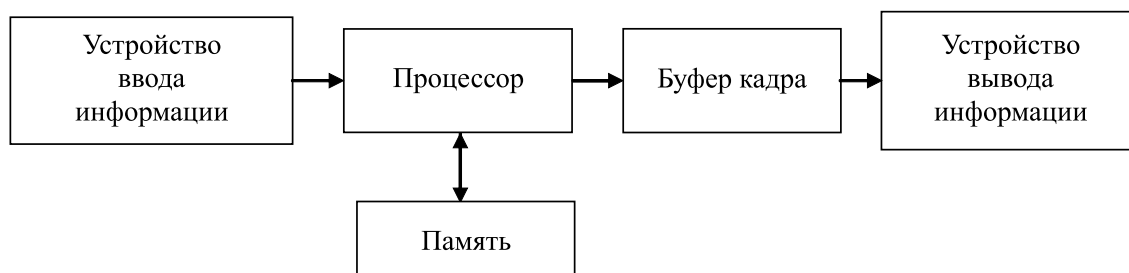 Устройство
ввода
информации
Процессор
Буфер кадра
Устройство
вывода
информации
Память